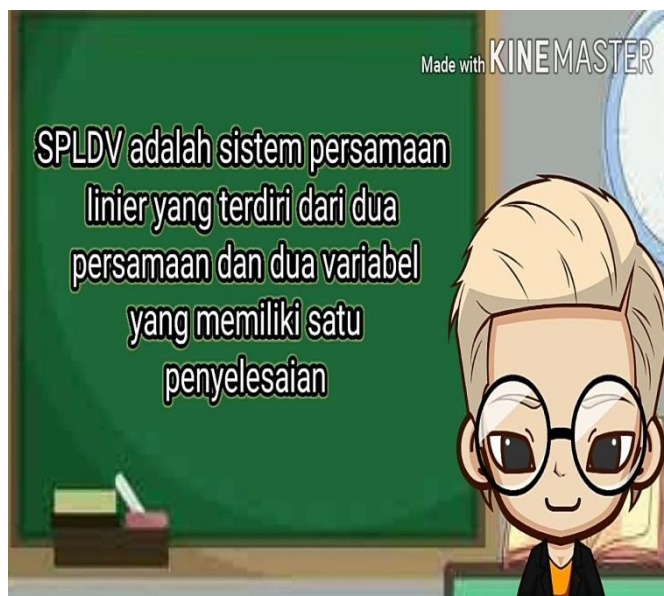 Made with KINEMASTER
SPLDV adalah sistem persamaan
linier yang terdiri dari dua
persamaan dan dua variabel
yang memiliki satu
penyelesaian